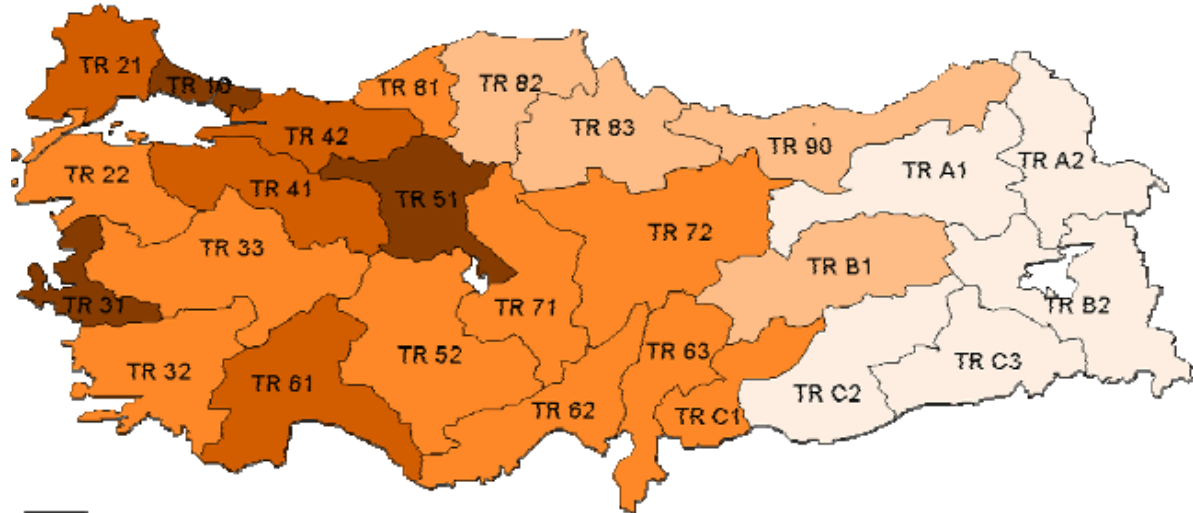 TR 21
TR 10
TR 81
TR 82
TR 42
TR 83
TR 90
TR A1
TR A2
TR 22
TR 41
TR 51
TR 33
TR 72
TR B1
TR 31
TR B2
TR 71
TR 32
TR 52
TR 63
TR C3
TR 61
TR C2
TR 62
TR C1